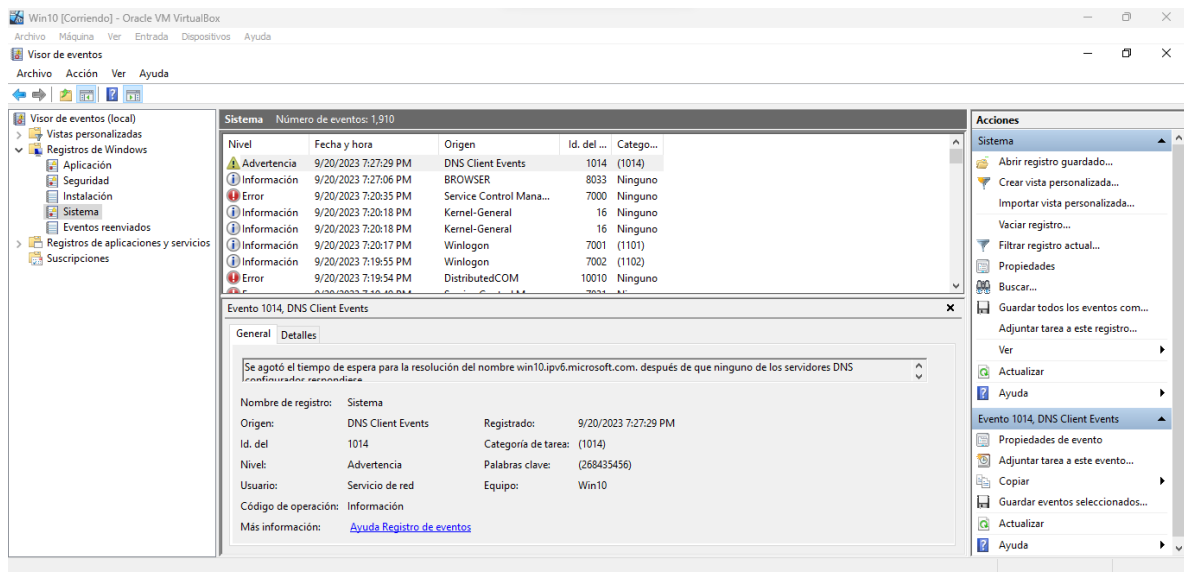 Win10 [Corriendo] - Oracle VM VirtualBox
Archivo Máquina Ver Entrada Dispositivos Ayuda
Visor de eventos
Archivo Acción Ver Ayuda
Visor de eventos (local)
Vistas personalizadas
Registros de Windows
Aplicación
Seguridad
Instalación
Sistema
Eventos reenviados
Registros de aplicaciones y servicios
Suscripciones
Sistema Número de eventos: 1,910
Nivel Fecha y hora Origen Id. del ... Catego...
Advertencia 9/20/2023 7:27:29 PM DNS Client Events 1014 (1014)
Información 9/20/2023 7:27:06 PM BROWSER 8033 Ninguno
Error 9/20/2023 7:20:35 PM Service Control Mana... 7000 Ninguno
Información 9/20/2023 7:20:18 PM Kernel-General 16 Ninguno
Información 9/20/2023 7:20:18 PM Kernel-General 16 Ninguno
Información 9/20/2023 7:20:17 PM Winlogon 7001 (1101)
Información 9/20/2023 7:19:55 PM Winlogon 7002 (1102)
Error 9/20/2023 7:19:54 PM DistributedCOM 10010 Ninguno
Evento 1014, DNS Client Events
General Detalles
Se agotó el tiempo de espera para la resolución del nombre win10.ipv6.microsoft.com. después de que ninguno de los servidores DNS
configurados respondiese
Nombre de registro: Sistema
Origen: DNS Client Events Registrado: 9/20/2023 7:27:29 PM
Id. del 1014 Categoría de tarea: (1014)
Nivel: Advertencia Palabras clave: (268435456)
Usuario: Servicio de red Equipo: Win10
Código de operación: Información
Más información: Ayuda Registro de eventos
Acciones
Sistema
Abrir registro guardado...
Crear vista personalizada...
Importar vista personalizada...
Vaciar registro...
Filtrar registro actual...
Propiedades
Buscar...
Guardar todos los eventos com...
Adjuntar tarea a este registro...
Ver
Actualizar
Ayuda
Evento 1014, DNS Client Events
Propiedades de evento
Adjuntar tarea a este evento...
Copiar
Guardar eventos seleccionados...
Actualizar
Ayuda